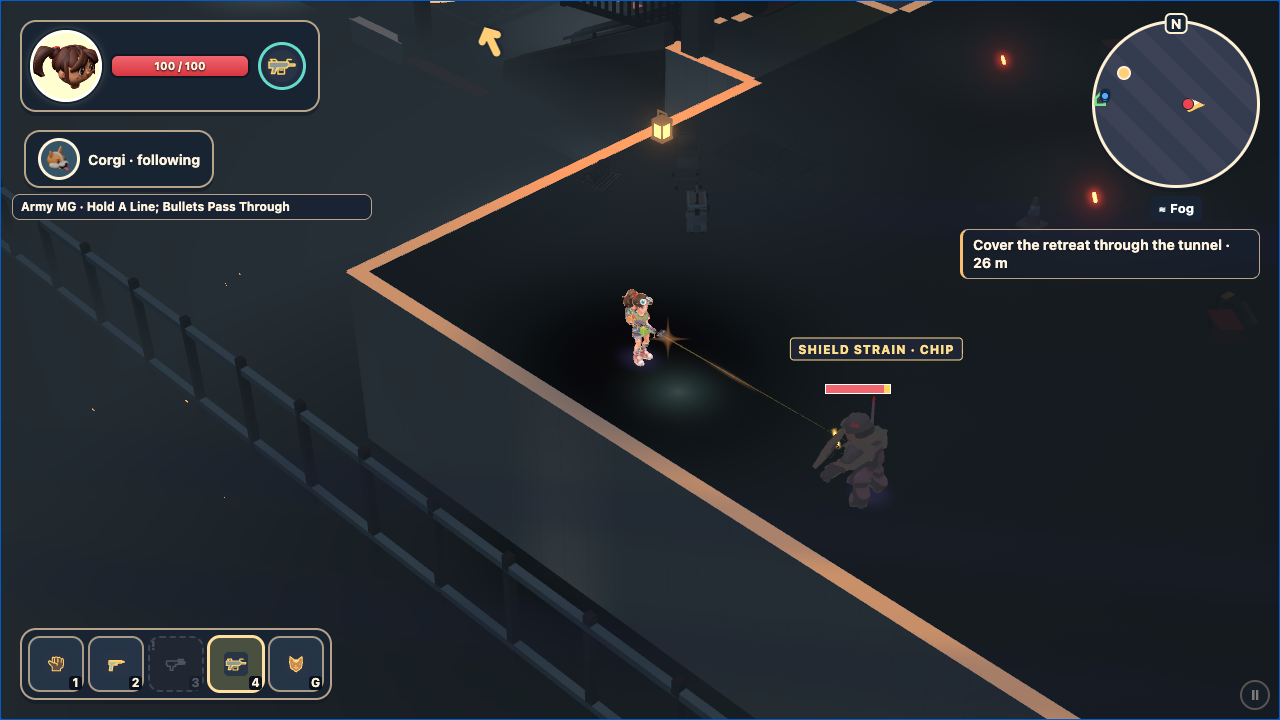 100 / 100
N
Corgi · following
Army MG · Hold A Line; Bullets Pass Through
≈ Fog
Cover the retreat through the tunnel ·
26 m
SHIELD STRAIN · CHIP
1
2
3
4
G